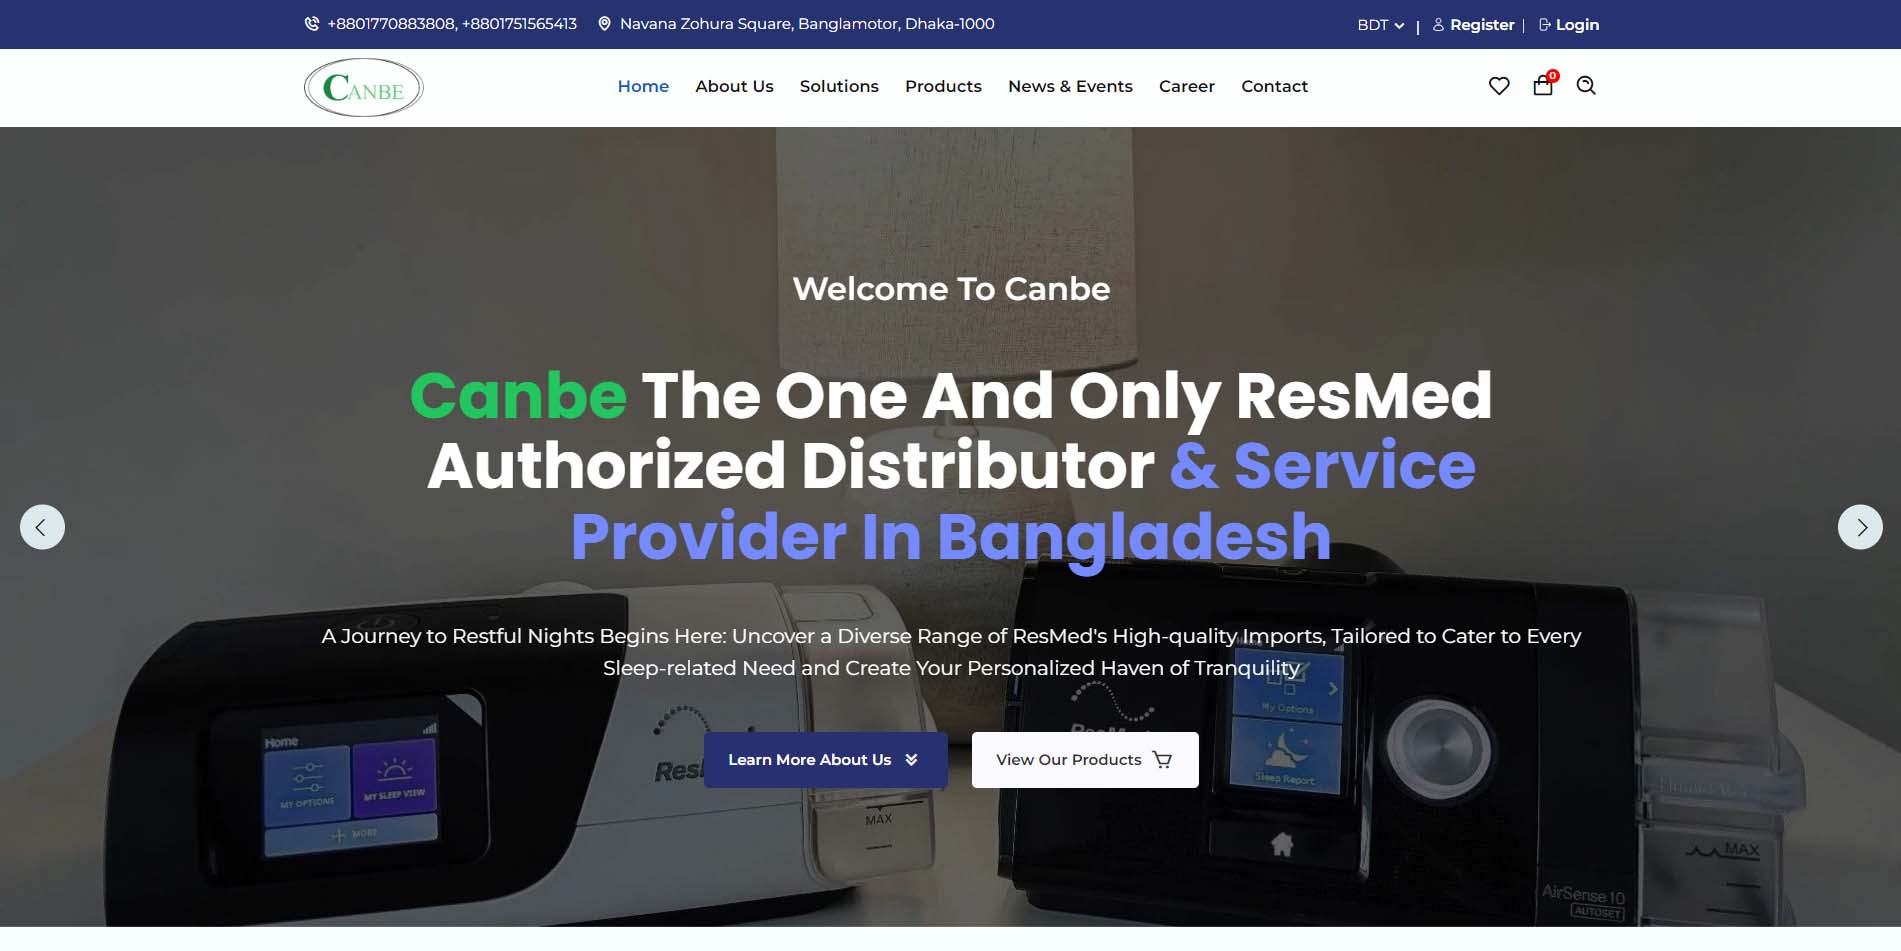 +8801770883808, +8801751565413 Navana Zohura Square, Banglamotor, Dhaka-1000 BDT | Register | Login
CANBE Home About Us Solutions Products News & Events Career Contact 0
Welcome To Canbe
Canbe The One And Only ResMed
Authorized Distributor & Service
Provider In Bangladesh
A Journey to Restful Nights Begins Here: Uncover a Diverse Range of ResMed's High-quality Imports, Tailored to Cater to Every
Sleep-related Need and Create Your Personalized Haven of Tranquility
Learn More About Us
View Our Products
Home
MY OPTIONS
MY SLEEP VIEW
MORE
MAX
My Options
Sleep Report
MAX
AirSense 10
AUTOSET